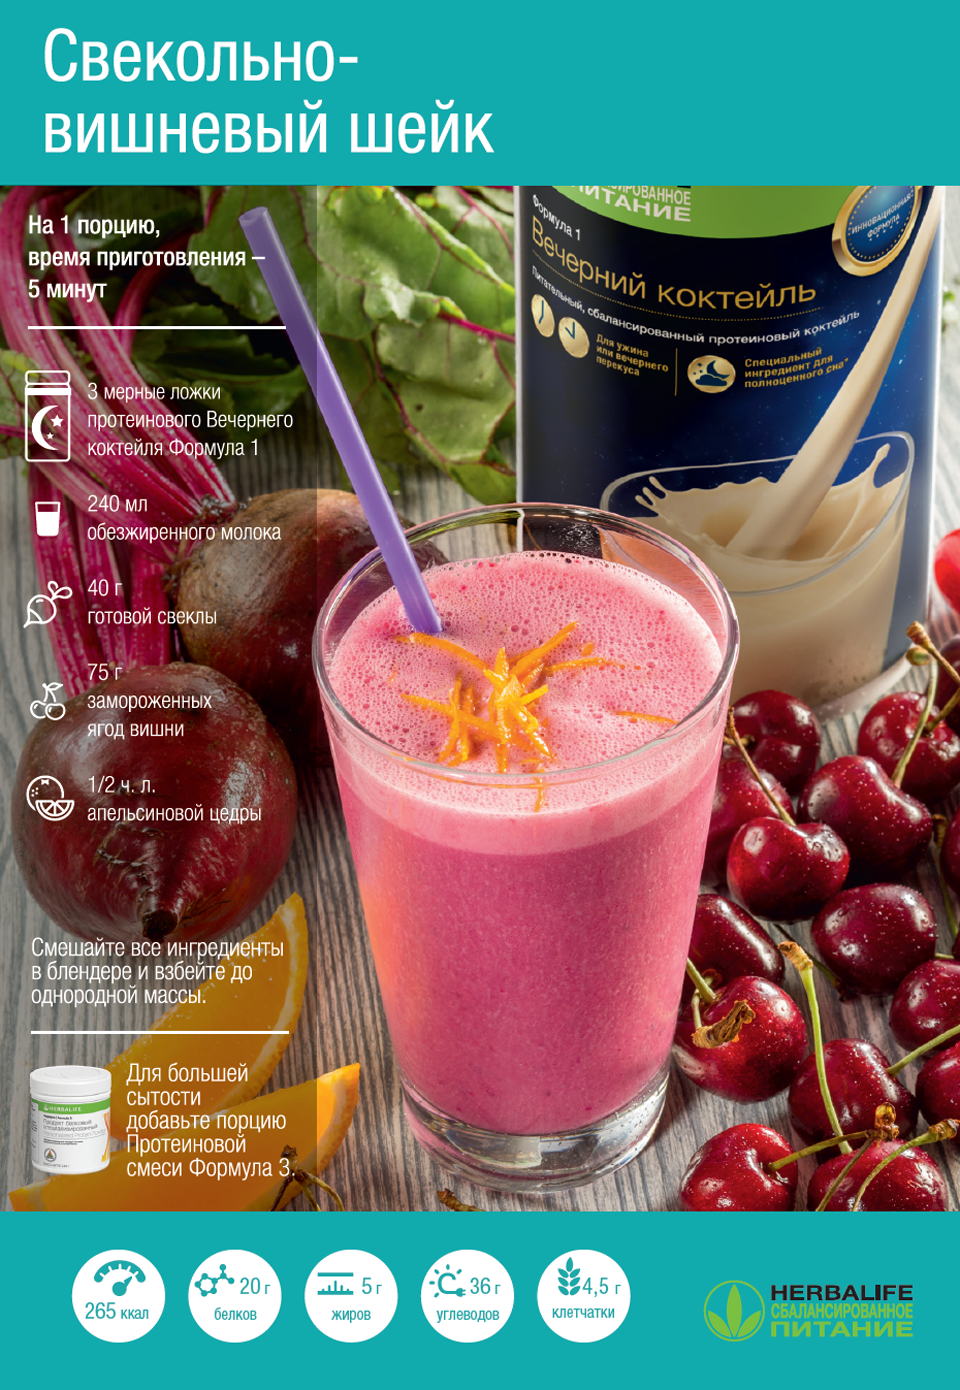 Свекольно-
вишневый шейк
На 1 порцию,
время приготовления –
5 минут
3 мерные ложки
протеинового Вечернего
коктейля Формула 1
240 мл
обезжиренного молока
40 г
готовой свеклы
75 г
замороженных
ягод вишни
1/2 ч. л.
апельсиновой цедры
Смешайте все ингредиенты
в блендере и взбейте до
однородной массы.
HERBALIFE
Для большей
сытости
добавьте порцию
Протеиновой
смеси Формула 3.
ПИТАНИЕ
Формула 1
Вечерний коктейль
Питательный, сбалансированный протеиновый коктейль
Для ужина
или вечернего
перекуса
Специальный
ингредиент для
полноценного сна*
ИННОВАЦИОННАЯ
ФОРМУЛА
265 ккал
20 г
белков
5 г
жиров
36 г
углеводов
4,5 г
клетчатки
HERBALIFE
СБАЛАНСИРОВАННОЕ
ПИТАНИЕ